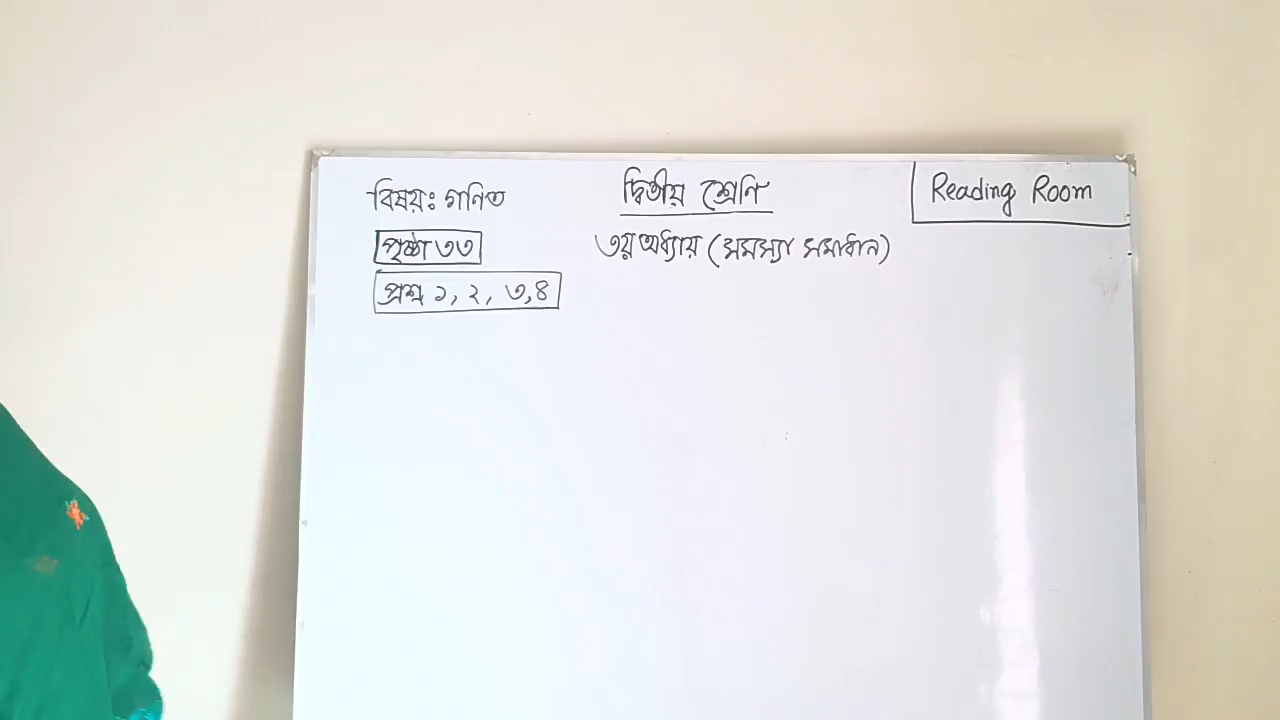 দ্বিতীয় শ্রেনি
Reading Room
বিষয়ঃ গনিত
৩য় অধ্যায় (সমস্যা সমাধান)
পৃষ্ঠা ৩৩
প্রশ্ন ১, ২, ৩,৪